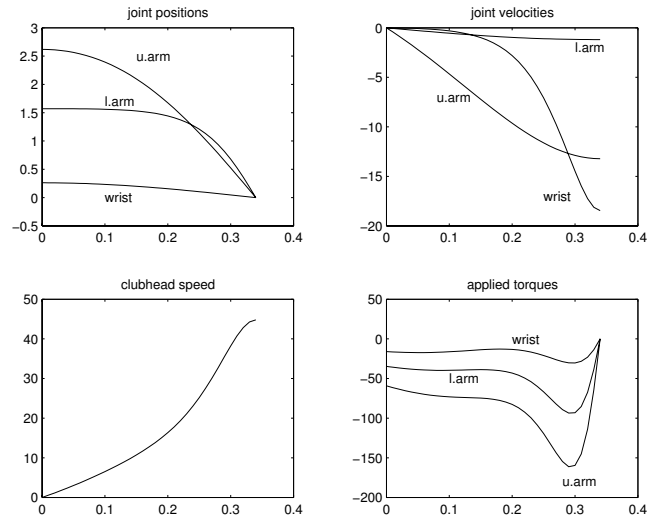 joint positions
3
2.5
2
1.5
1
0.5
0
−0.5
0 0.1 0.2 0.3 0.4
u.arm
l.arm
wrist
joint velocities
0
−5
−10
−15
−20
0 0.1 0.2 0.3 0.4
l.arm
u.arm
wrist
clubhead speed
50
40
30
20
10
0
0 0.1 0.2 0.3 0.4
applied torques
50
0
−50
−100
−150
−200
0 0.1 0.2 0.3 0.4
wrist
l.arm
u.arm